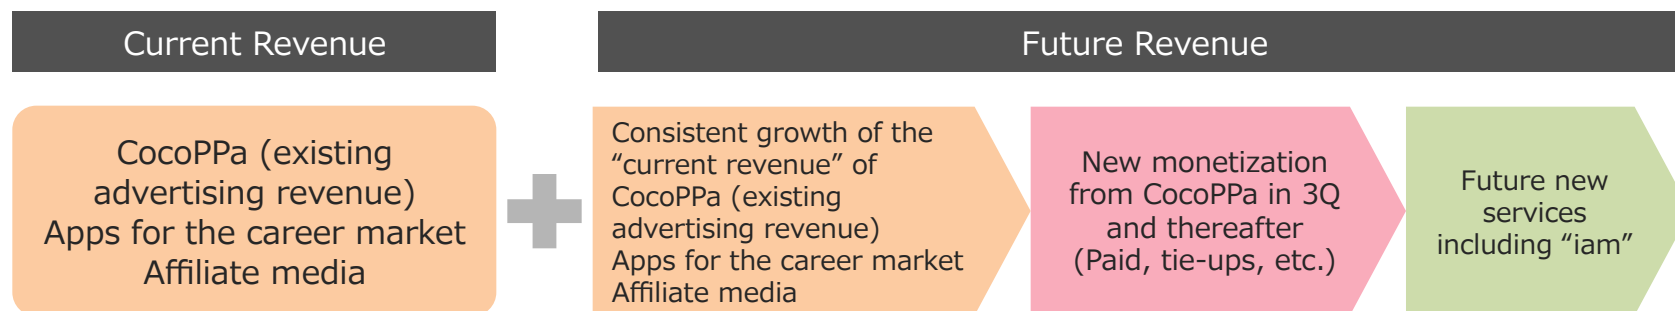 Current Revenue
Future Revenue
CocoPPa (existing
advertising revenue)
Apps for the career market
Affiliate media
Consistent growth of the
“current revenue” of
CocoPPa (existing
advertising revenue)
Apps for the career market
Affiliate media
New monetization
from CocoPPa in 3Q
and thereafter
(Paid, tie-ups, etc.)
Future new
services
including “iam”